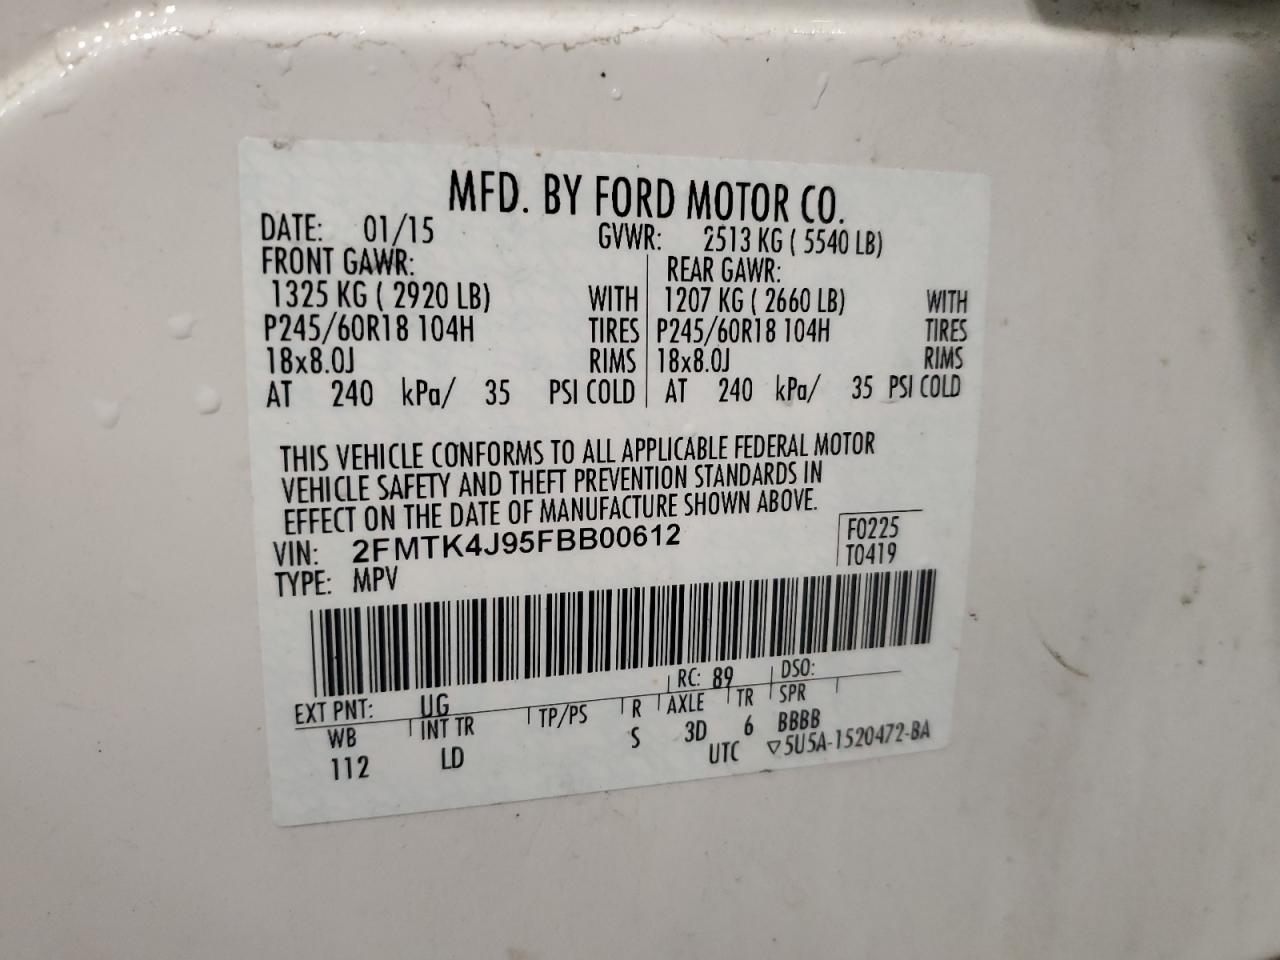 MFD. BY FORD MOTOR CO.
DATE: 01/15 GVWR: 2513 KG ( 5540 LB)
FRONT GAWR: REAR GAWR:
1325 KG ( 2920 LB) WITH 1207 KG ( 2660 LB) WITH
P245/60R18 104H TIRES P245/60R18 104H TIRES
18x8.0J RIMS 18x8.0J RIMS
AT 240 kPa/ 35 PSI COLD AT 240 kPa/ 35 PSI COLD
THIS VEHICLE CONFORMS TO ALL APPLICABLE FEDERAL MOTOR
VEHICLE SAFETY AND THEFT PREVENTION STANDARDS IN
EFFECT ON THE DATE OF MANUFACTURE SHOWN ABOVE.
VIN: 2FMTK4J95FBB00612 F0225
TYPE: MPV T0419
EXT PNT: UG RC: 89 DSO:
WB INT TR TP/PS R AXLE TR SPR
112 LD S 3D 6 BBBB
UTC ▽5U5A-1520472-BA